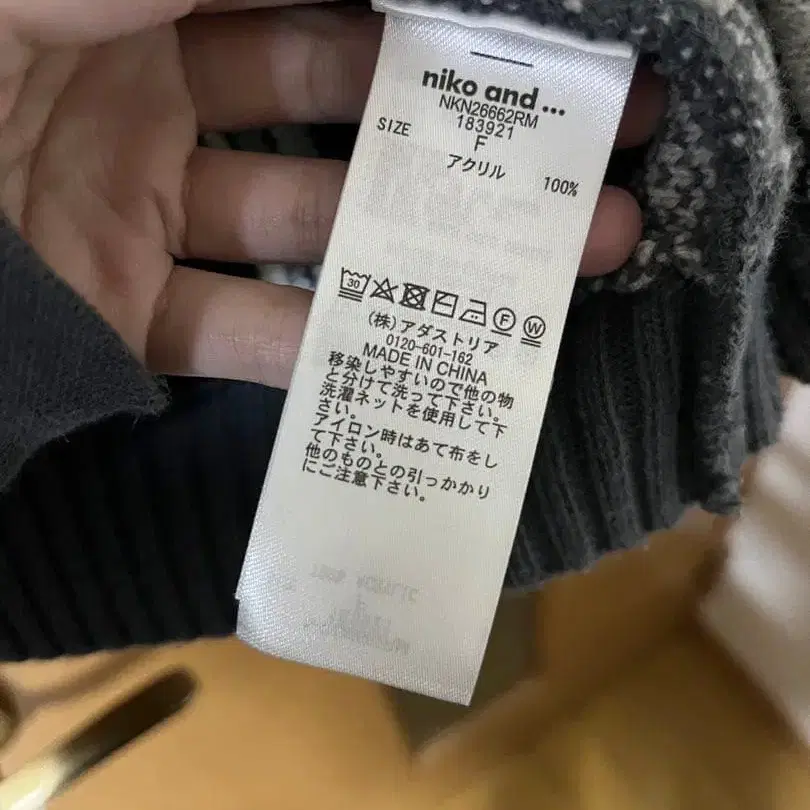 niko and ...
NKN26662RM
183921
SIZE F
アクリル 100%
30
F W
(株)アダストリア
0120-601-162
MADE IN CHINA
移染しやすいので他の物
と分けて洗って下さい。
洗濯ネットを使用して下
さい。
アイロン時はあて布をし
て下さい。
他のものとの引っかかり
にご注意下さい。